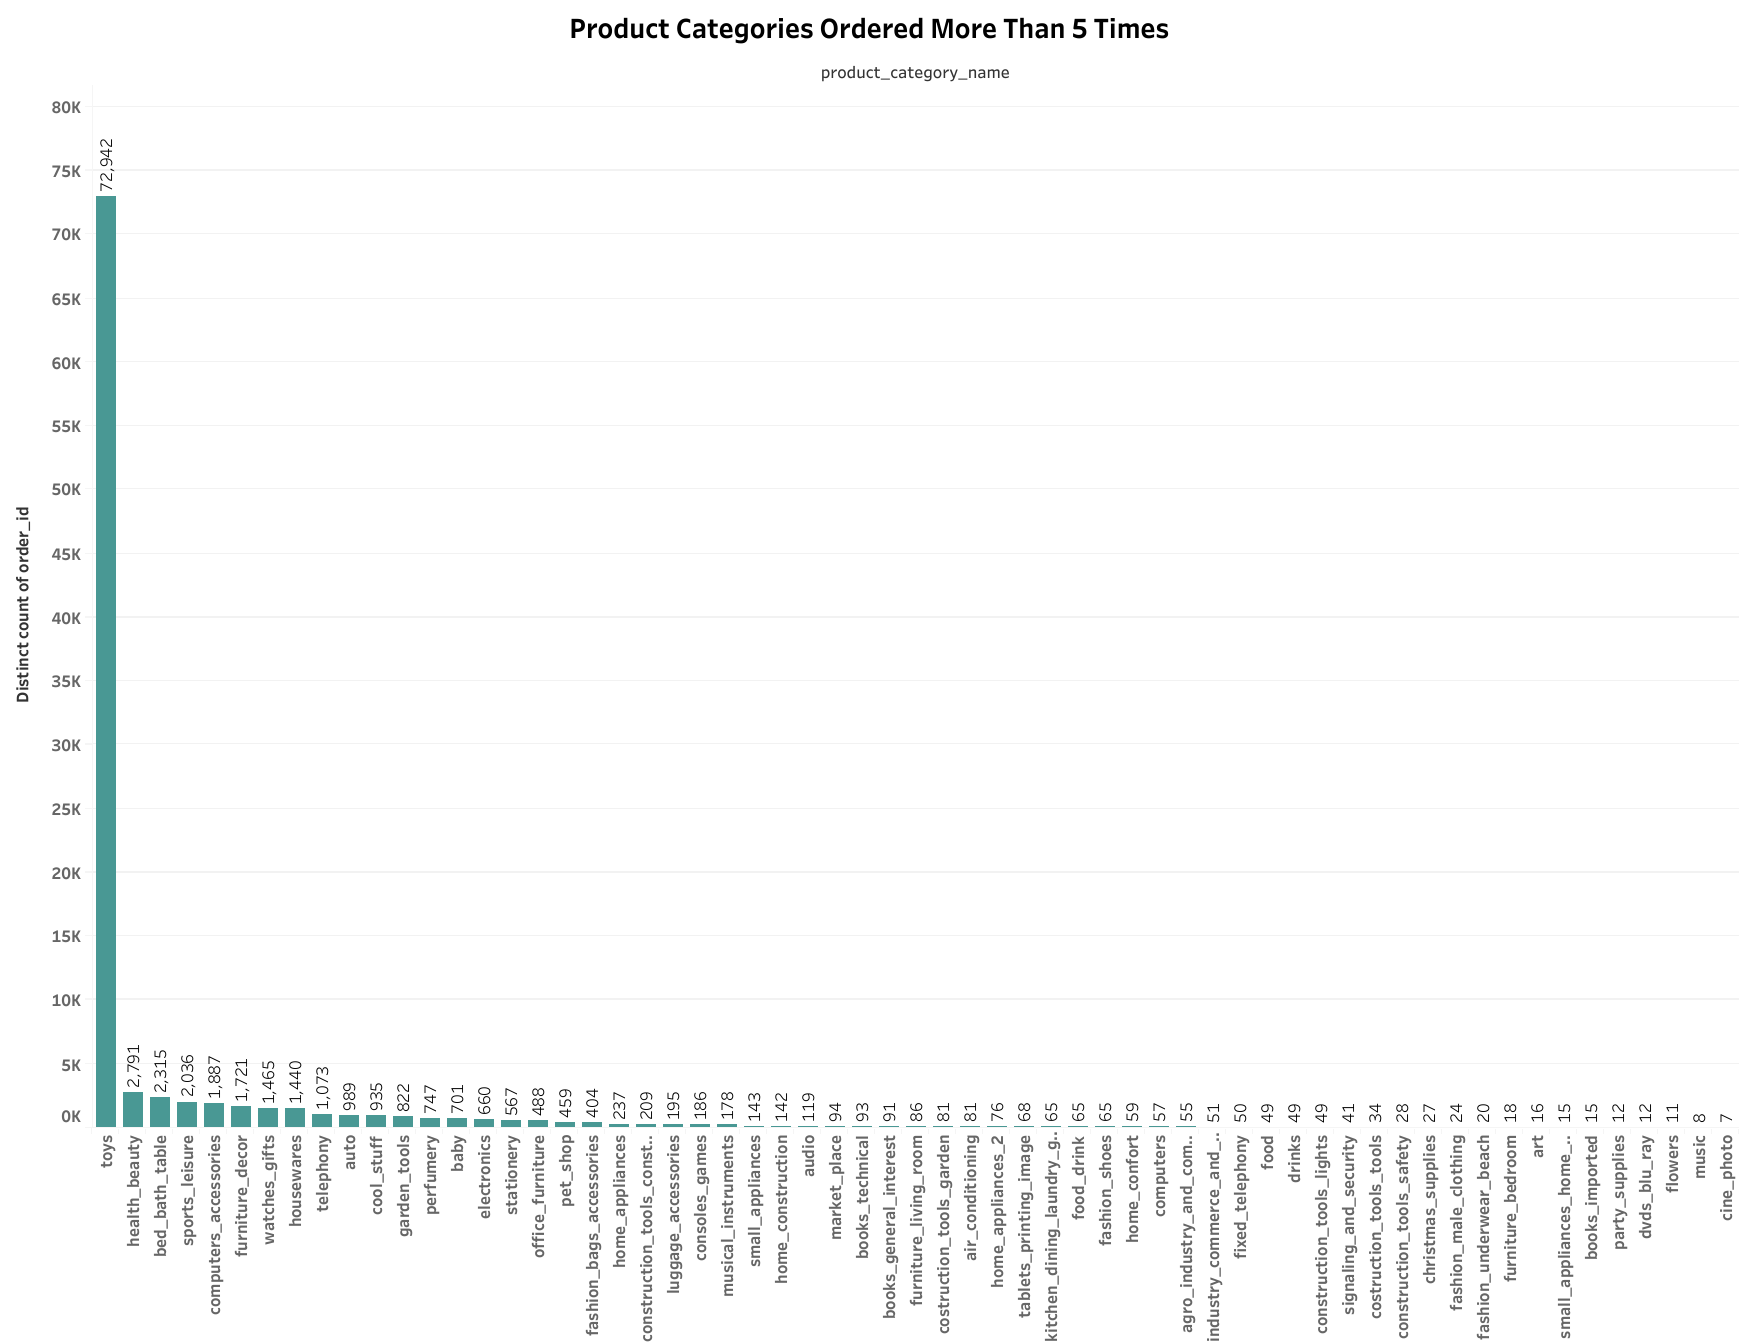 Product Categories Ordered More Than 5 Times
product_category_name
Distinct count of order_id
80K
75K
70K
65K
60K
55K
50K
45K
40K
35K
30K
25K
20K
15K
10K
5K
0K
72,942
2,791
2,315
2,036
1,887
1,721
1,465
1,440
1,073
989
935
822
747
701
660
567
488
459
404
237
209
195
186
178
143
142
119
94
93
91
86
81
81
76
68
65
65
65
59
57
55
51
50
49
49
49
41
34
28
27
24
20
18
16
15
15
12
12
11
8
7
toys
health_beauty
bed_bath_table
sports_leisure
computers_accessories
furniture_decor
watches_gifts
housewares
telephony
auto
cool_stuff
garden_tools
perfumery
baby
electronics
stationery
office_furniture
pet_shop
fashion_bags_accessories
home_appliances
construction_tools_const..
luggage_accessories
consoles_games
musical_instruments
small_appliances
home_construction
audio
market_place
books_technical
books_general_interest
furniture_living_room
costruction_tools_garden
air_conditioning
home_appliances_2
tablets_printing_image
kitchen_dining_laundry_g..
food_drink
fashion_shoes
home_confort
computers
agro_industry_and_com..
industry_commerce_and_..
fixed_telephony
food
drinks
construction_tools_lights
signaling_and_security
costruction_tools_tools
construction_tools_safety
christmas_supplies
fashion_male_clothing
fashion_underwear_beach
furniture_bedroom
art
small_appliances_home_..
books_imported
party_supplies
dvds_blu_ray
flowers
music
cine_photo